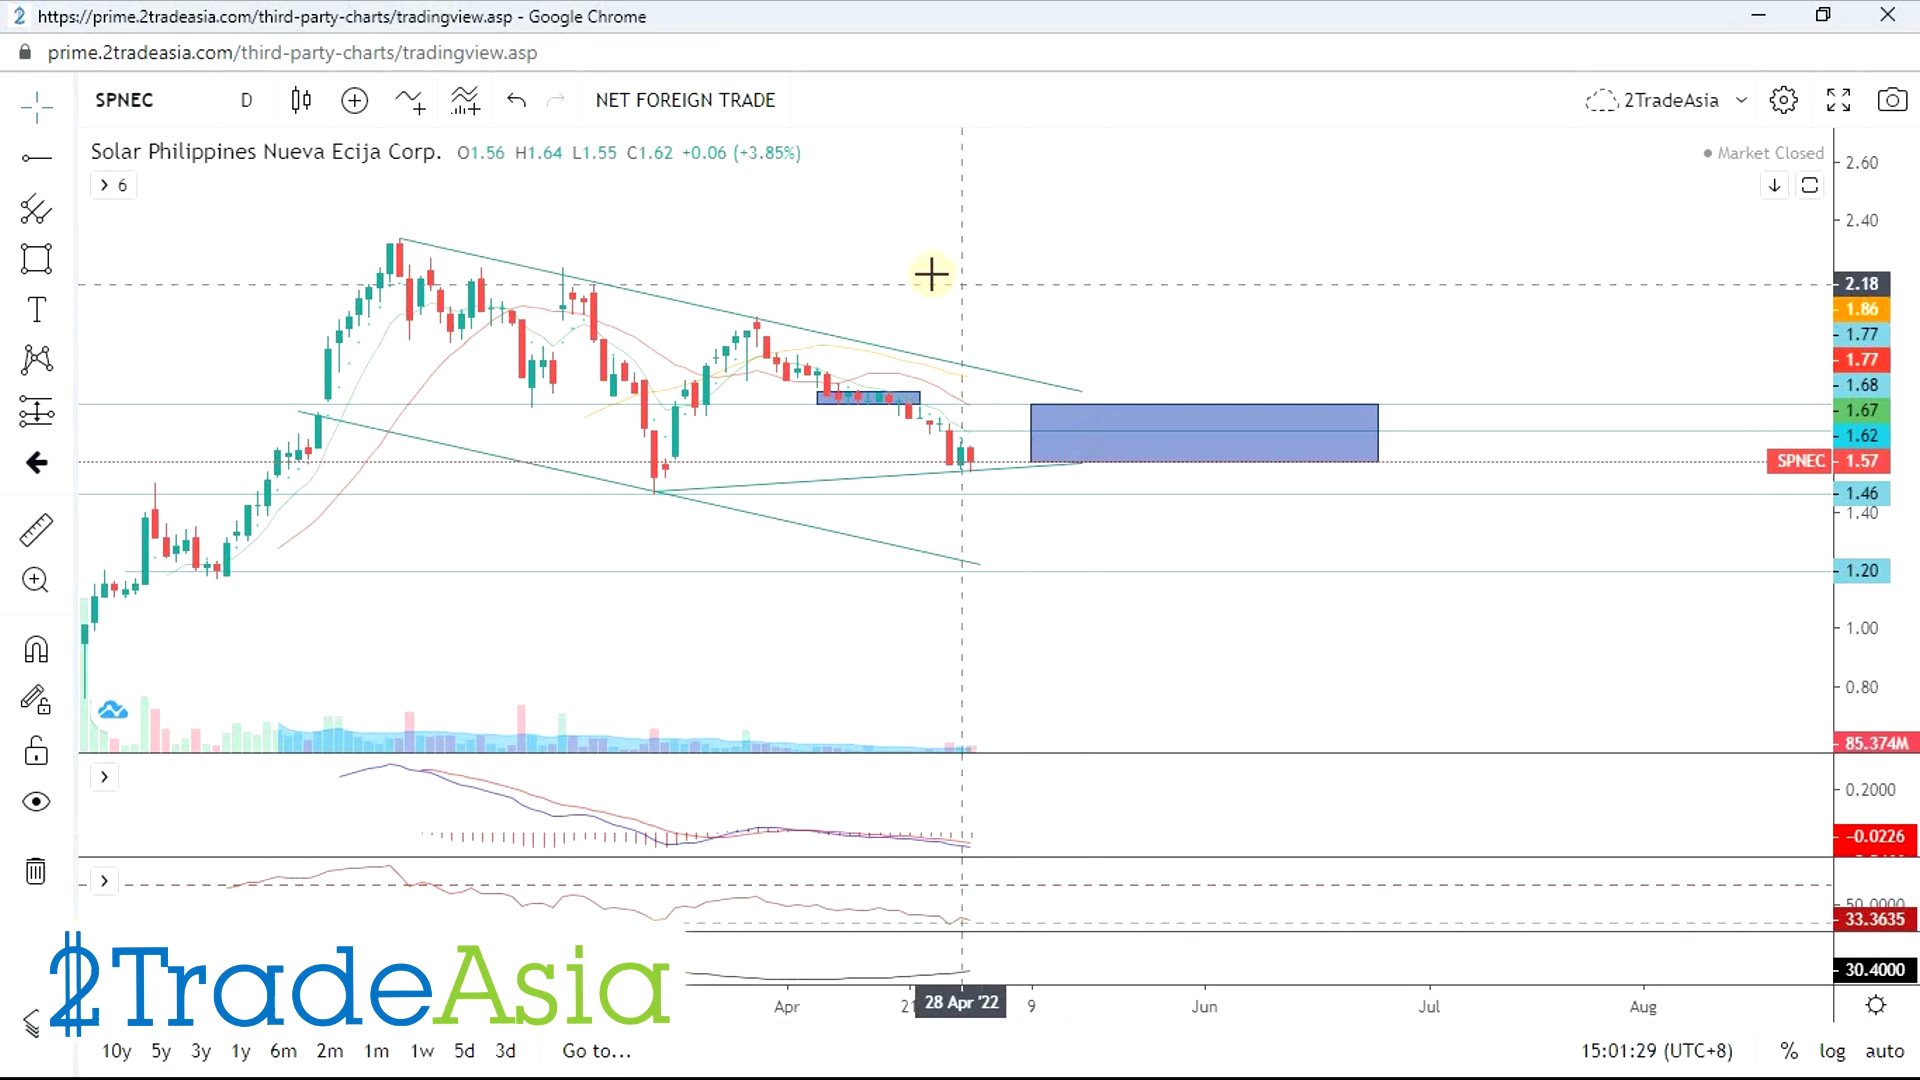 https://prime.2tradeasia.com/third-party-charts/tradingview.asp - Google Chrome
prime.2tradeasia.com/third-party-charts/tradingview.asp
SPNEC D NET FOREIGN TRADE 2TradeAsia
Solar Philippines Nueva Ecija Corp. O1.56 H1.64 L1.55 C1.62 +0.06 (+3.85%)
Market Closed
6
2.60
2.40
2.18
1.86
1.77
1.77
1.68
1.67
1.62
SPNEC 1.57
1.46
1.40
1.20
1.00
0.80
85.374M
0.2000
-0.0226
50.0000
33.3635
30.4000
2TradeAsia
Apr 21 28 Apr '22 9 Jun Jul Aug
10y 5y 3y 1y 6m 2m 1m 1w 5d 3d Go to... 15:01:29 (UTC+8) % log auto